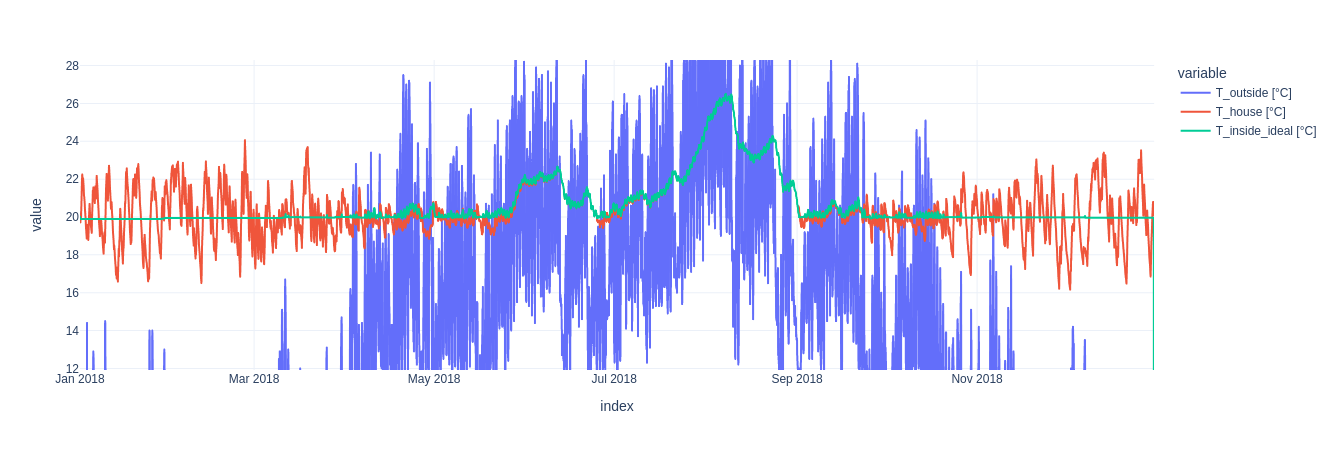 variable
T_outside [°C]
T_house [°C]
T_inside_ideal [°C]
value
28
26
24
22
20
18
16
14
12
Jan 2018 Mar 2018 May 2018 Jul 2018 Sep 2018 Nov 2018
index